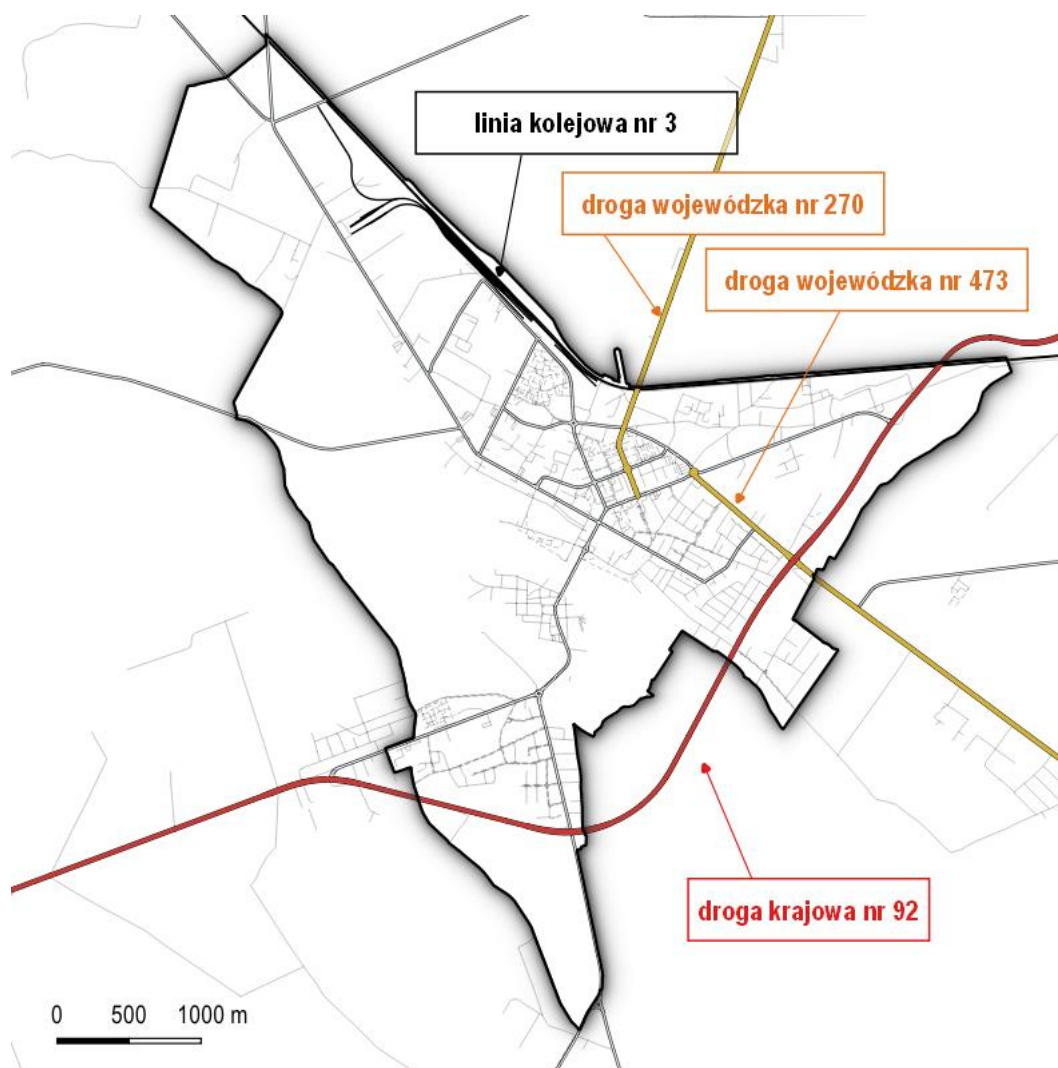 linia kolejowa nr 3
droga wojewódzka nr 270
droga wojewódzka nr 473
droga krajowa nr 92
0 500 1000 m